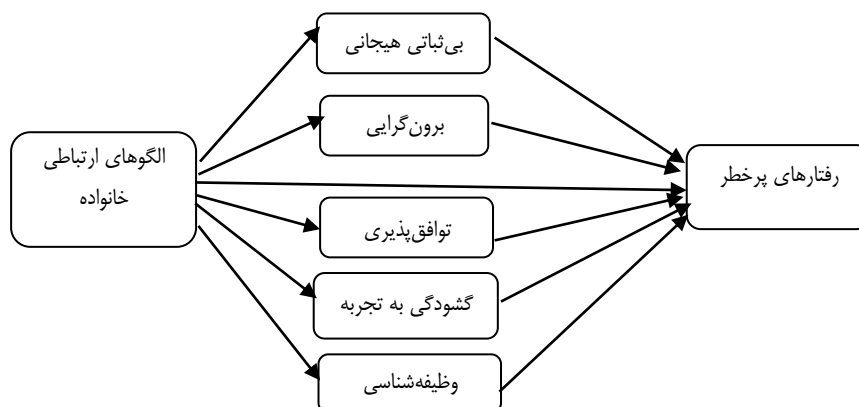 بی‌ثباتی هیجانی
برون‌گرایی
الگوهای ارتباطی
خانواده
رفتارهای پرخطر
توافق‌پذیری
گشودگی به تجربه
وظیفه‌شناسی